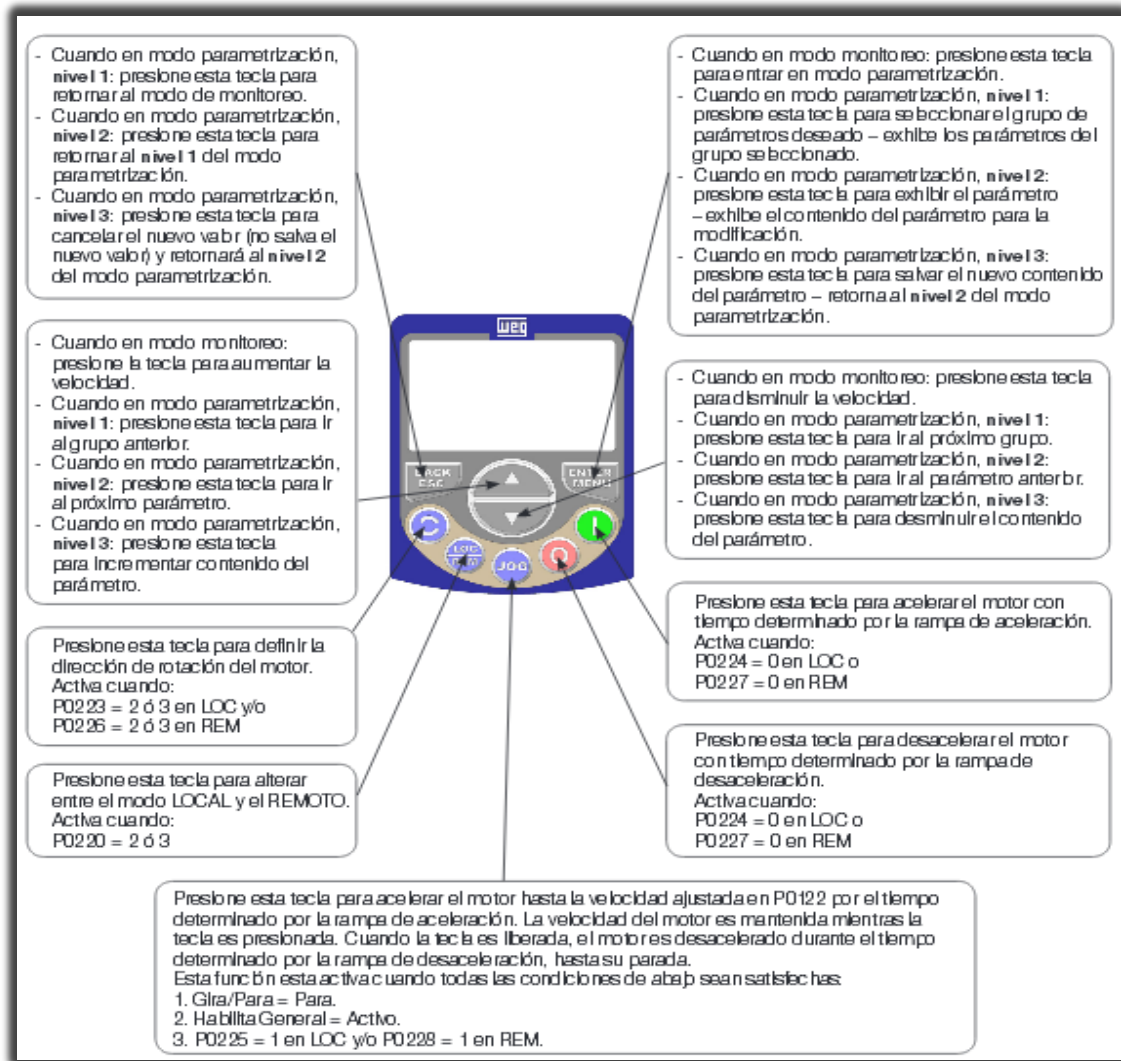 - Cuando en modo parametrización,
nivel 1: presione esta tecla para
retornar al modo de monitoreo.
- Cuando en modo parametrización,
nivel 2: presione esta tecla para
retornar al nivel 1 del modo
parametrización.
- Cuando en modo parametrización,
nivel 3: presione esta tecla para
cancelar el nuevo valor (no salva el
nuevo valor) y retornará al nivel 2
del modo parametrización.
- Cuando en modo monitoreo: presione esta tecla
para entrar en modo parametrización.
- Cuando en modo parametrización, nivel 1:
presione esta tecla para seleccionar el grupo de
parámetros deseado – exhibe los parámetros del
grupo seleccionado.
- Cuando en modo parametrización, nivel 2:
presione esta tecla para exhibir el parámetro
– exhibe el contenido del parámetro para la
modificación.
- Cuando en modo parametrización, nivel 3:
presione esta tecla para salvar el nuevo contenido
del parámetro – retorna al nivel 2 del modo
parametrización.
- Cuando en modo monitoreo:
presione la tecla para aumentar la
velocidad.
- Cuando en modo parametrización,
nivel 1: presione esta tecla para ir
al grupo anterior.
- Cuando en modo parametrización,
nivel 2: presione esta tecla para ir
al próximo parámetro.
- Cuando en modo parametrización,
nivel 3: presione esta tecla
para incrementar contenido del
parámetro.
weg
BACK
ESC
ENTER
MENU
LOC
REM
JOG
- Cuando en modo monitoreo: presione esta tecla
para disminuir la velocidad.
- Cuando en modo parametrización, nivel 1:
presione esta tecla para ir al próximo grupo.
- Cuando en modo parametrización, nivel 2:
presione esta tecla para ir al parámetro anterior.
- Cuando en modo parametrización, nivel 3:
presione esta tecla para desminuir el contenido
del parámetro.
Presione esta tecla para definir la
dirección de rotación del motor.
Activa cuando:
P0223 = 2 ó 3 en LOC y/o
P0226 = 2 ó 3 en REM
Presione esta tecla para acelerar el motor con
tiempo determinado por la rampa de aceleración.
Activa cuando:
P0224 = 0 en LOC o
P0227 = 0 en REM
Presione esta tecla para alterar
entre el modo LOCAL y el REMOTO.
Activa cuando:
P0220 = 2 ó 3
Presione esta tecla para desacelerar el motor
con tiempo determinado por la rampa de
desaceleración.
Activa cuando:
P0224 = 0 en LOC o
P0227 = 0 en REM
Presione esta tecla para acelerar el motor hasta la velocidad ajustada en P0122 por el tiempo
determinado por la rampa de aceleración. La velocidad del motor es mantenida mientras la
tecla es presionada. Cuando la tecla es liberada, el motor es desacelerado durante el tiempo
determinado por la rampa de desaceleración, hasta su parada.
Esta función esta activa cuando todas las condiciones de abajo sean satisfechas:
1. Gira/Para = Para.
2. Habilita General = Activo.
3. P0225 = 1 en LOC y/o P0228 = 1 en REM.